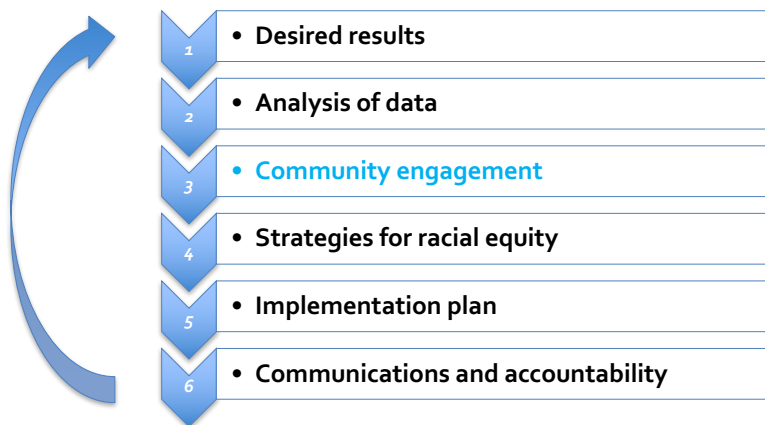 1 • Desired results
2 • Analysis of data
3 • Community engagement
4 • Strategies for racial equity
5 • Implementation plan
6 • Communications and accountability